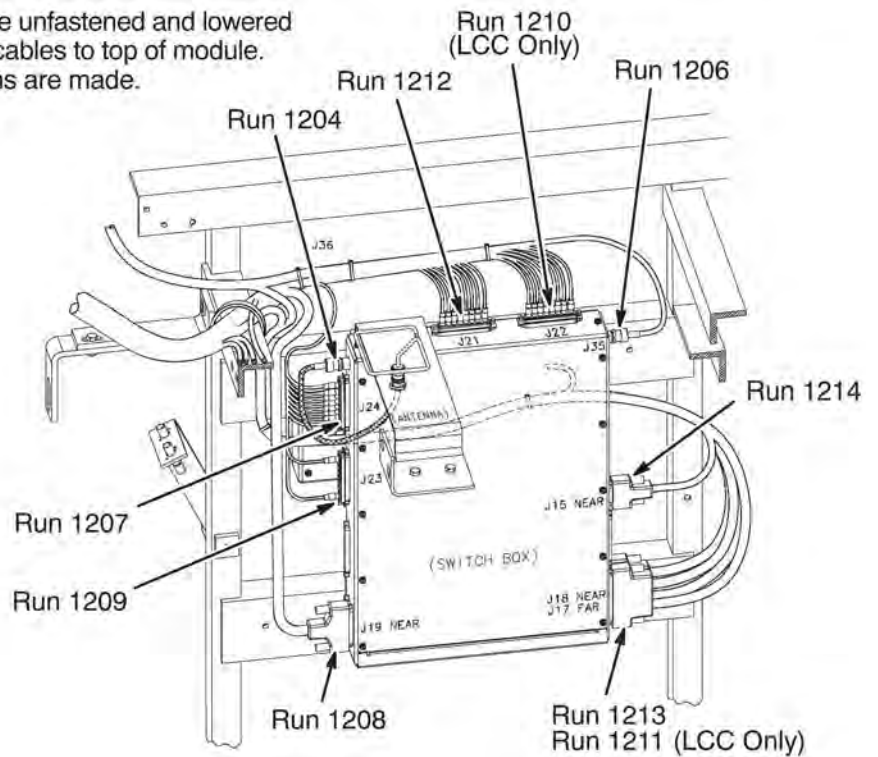 e unfastened and lowered
cables to top of module.
ns are made.
Run 1210
(LCC Only)
Run 1212
Run 1206
Run 1204
J36
J21
J22
J35
J24
(ANTENNA)
Run 1214
J23
J15 NEAR
Run 1207
(SWITCH BOX)
Run 1209
J18 NEAR
J17 FAR
J19 NEAR
Run 1208
Run 1213
Run 1211 (LCC Only)